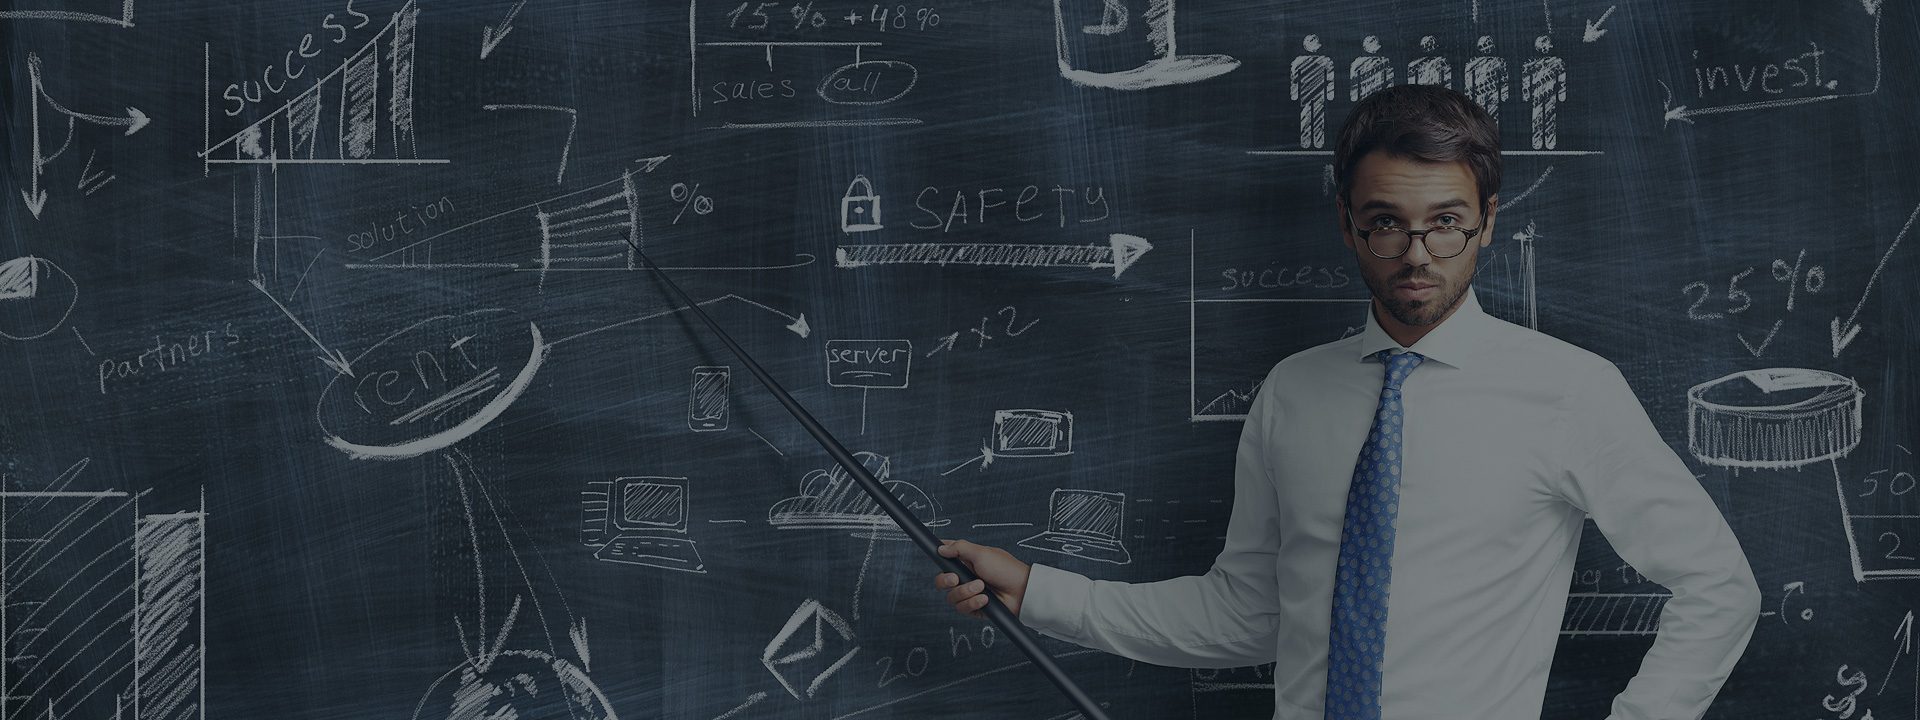 success
15 % + 48 %
sales all
invest.
solution
%
SAFeTY
success
25 %
partners
rent
server
x2
50
2
20 ho